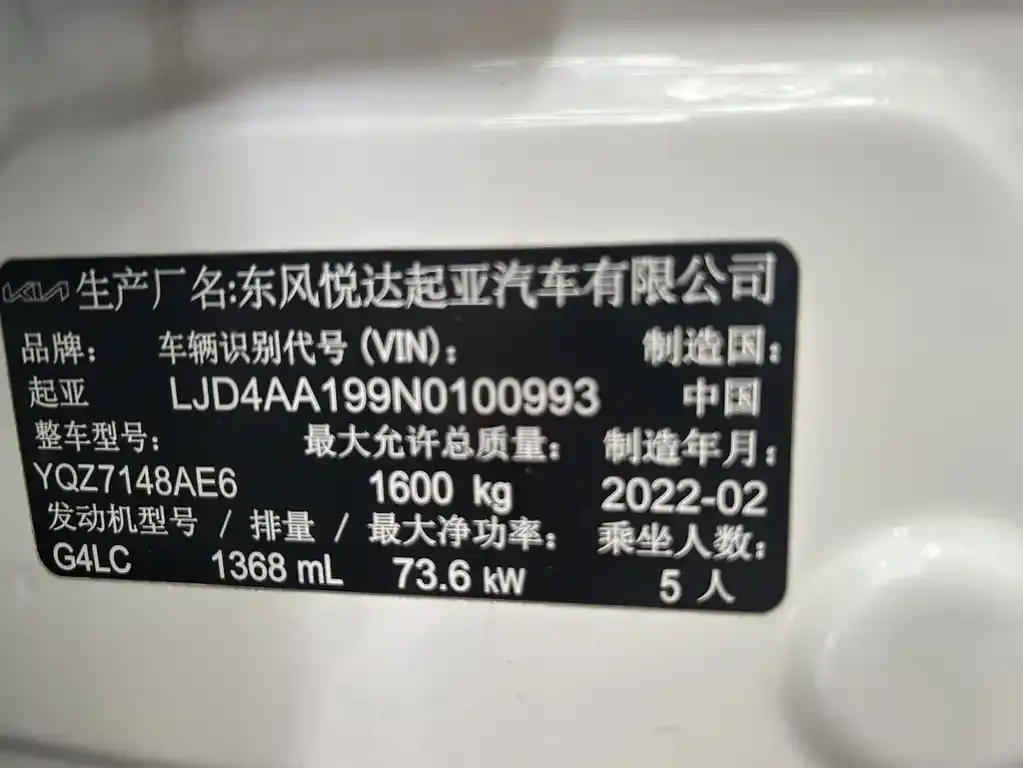 KIA 生产厂名:东风悦达起亚汽车有限公司
品牌: 车辆识别代号(VIN): 制造国:
起亚 LJD4AA199N0100993 中国
整车型号: 最大允许总质量: 制造年月:
YQZ7148AE6 1600 kg 2022-02
发动机型号 / 排量 / 最大净功率: 乘坐人数:
G4LC 1368 mL 73.6 kW 5 人